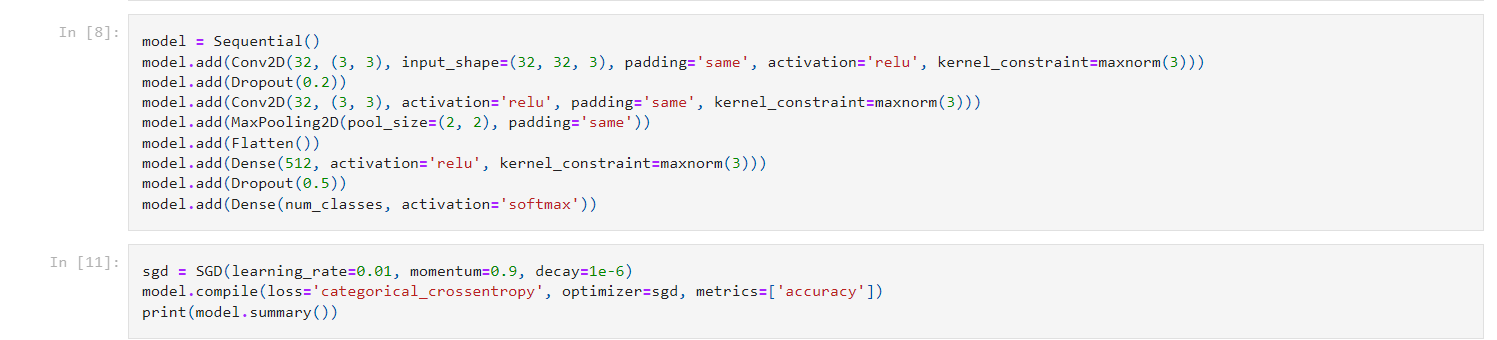 In [8]:
model = Sequential()
model.add(Conv2D(32, (3, 3), input_shape=(32, 32, 3), padding='same', activation='relu', kernel_constraint=maxnorm(3)))
model.add(Dropout(0.2))
model.add(Conv2D(32, (3, 3), activation='relu', padding='same', kernel_constraint=maxnorm(3)))
model.add(MaxPooling2D(pool_size=(2, 2), padding='same'))
model.add(Flatten())
model.add(Dense(512, activation='relu', kernel_constraint=maxnorm(3)))
model.add(Dropout(0.5))
model.add(Dense(num_classes, activation='softmax'))
In [11]:
sgd = SGD(learning_rate=0.01, momentum=0.9, decay=1e-6)
model.compile(loss='categorical_crossentropy', optimizer=sgd, metrics=['accuracy'])
print(model.summary())